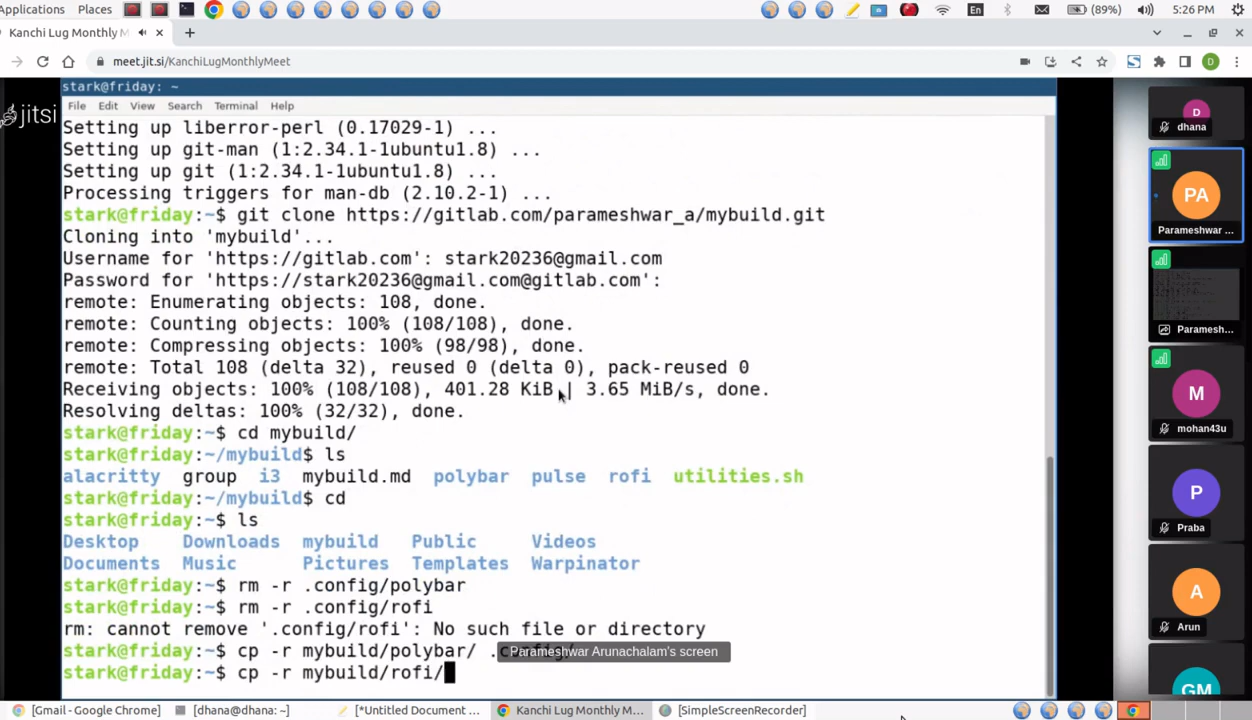 Applications Places En (89%) 5:26 PM
Kanchi Lug Monthly M
meet.jit.si/KanchiLugMonthlyMeet D
stark@friday: ~
File Edit View Search Terminal Help
jitsi
Setting up liberror-perl (0.17029-1) ...
Setting up git-man (1:2.34.1-1ubuntu1.8) ...
Setting up git (1:2.34.1-1ubuntu1.8) ...
Processing triggers for man-db (2.10.2-1) ...
stark@friday:~$ git clone https://gitlab.com/parameshwar_a/mybuild.git
Cloning into 'mybuild'...
Username for 'https://gitlab.com': stark20236@gmail.com
Password for 'https://stark20236@gmail.com@gitlab.com':
remote: Enumerating objects: 108, done.
remote: Counting objects: 100% (108/108), done.
remote: Compressing objects: 100% (98/98), done.
remote: Total 108 (delta 32), reused 0 (delta 0), pack-reused 0
Receiving objects: 100% (108/108), 401.28 KiB | 3.65 MiB/s, done.
Resolving deltas: 100% (32/32), done.
stark@friday:~$ cd mybuild/
stark@friday:~/mybuild$ ls
alacritty group i3 mybuild.md polybar pulse rofi utilities.sh
stark@friday:~/mybuild$ cd
stark@friday:~$ ls
Desktop Downloads mybuild Public Videos
Documents Music Pictures Templates Warpinator
stark@friday:~$ rm -r .config/polybar
stark@friday:~$ rm -r .config/rofi
rm: cannot remove '.config/rofi': No such file or directory
stark@friday:~$ cp -r mybuild/polybar/ .config/
Parameshwar Arunachalam's screen
stark@friday:~$ cp -r mybuild/rofi/
D
dhana
PA
Parameshwar ...
Paramesh...
M
mohan43u
P
Praba
A
Arun
GM
[Gmail - Google Chrome] [dhana@dhana: ~] [*Untitled Document ... Kanchi Lug Monthly M... [SimpleScreenRecorder]